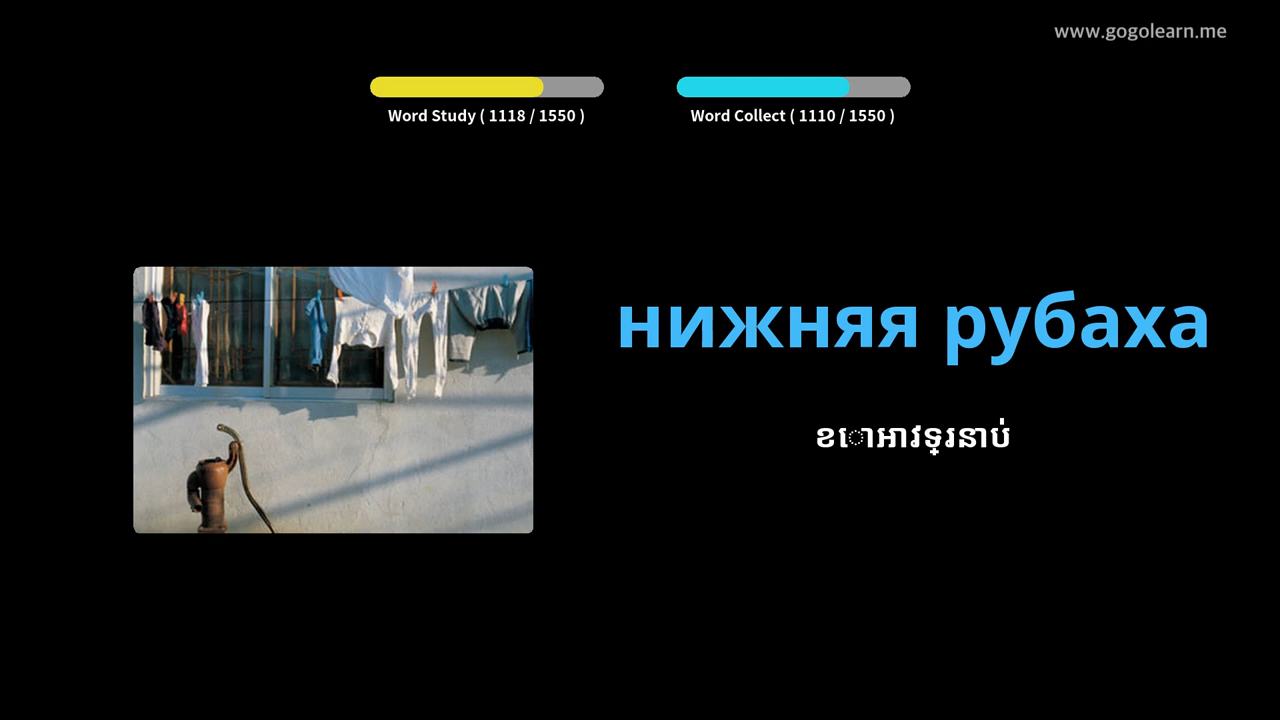 www.gogolearn.me
Word Study ( 1118 / 1550 )
Word Collect ( 1110 / 1550 )
нижняя рубаха
ខោអាវទ្រនាប់